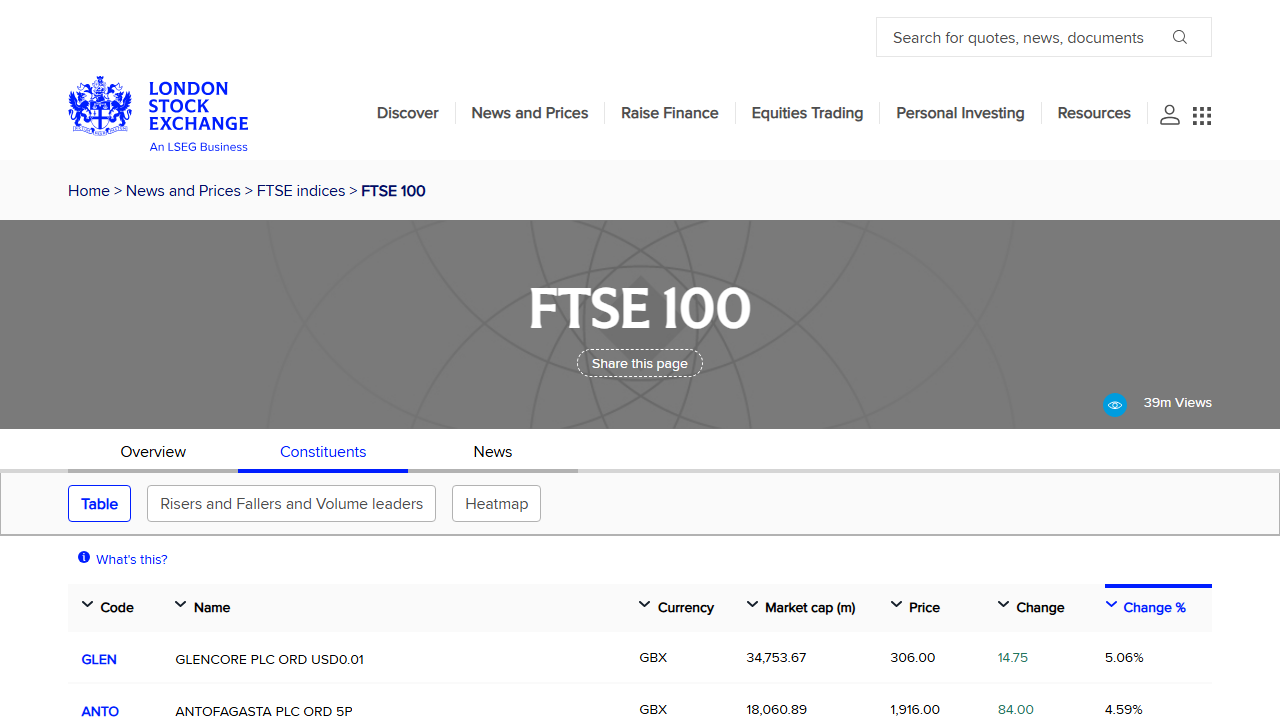 Search for quotes, news, documents
LONDON
STOCK
EXCHANGE
An LSEG Business
Discover
News and Prices
Raise Finance
Equities Trading
Personal Investing
Resources
Home > News and Prices > FTSE indices > FTSE 100
FTSE 100
Share this page
39m Views
Overview
Constituents
News
Table
Risers and Fallers and Volume leaders
Heatmap
What's this?
Code Name Currency Market cap (m) Price Change Change %
GLEN GLENCORE PLC ORD USD0.01 GBX 34,753.67 306.00 14.75 5.06%
ANTO ANTOFAGASTA PLC ORD 5P GBX 18,060.89 1,916.00 84.00 4.59%